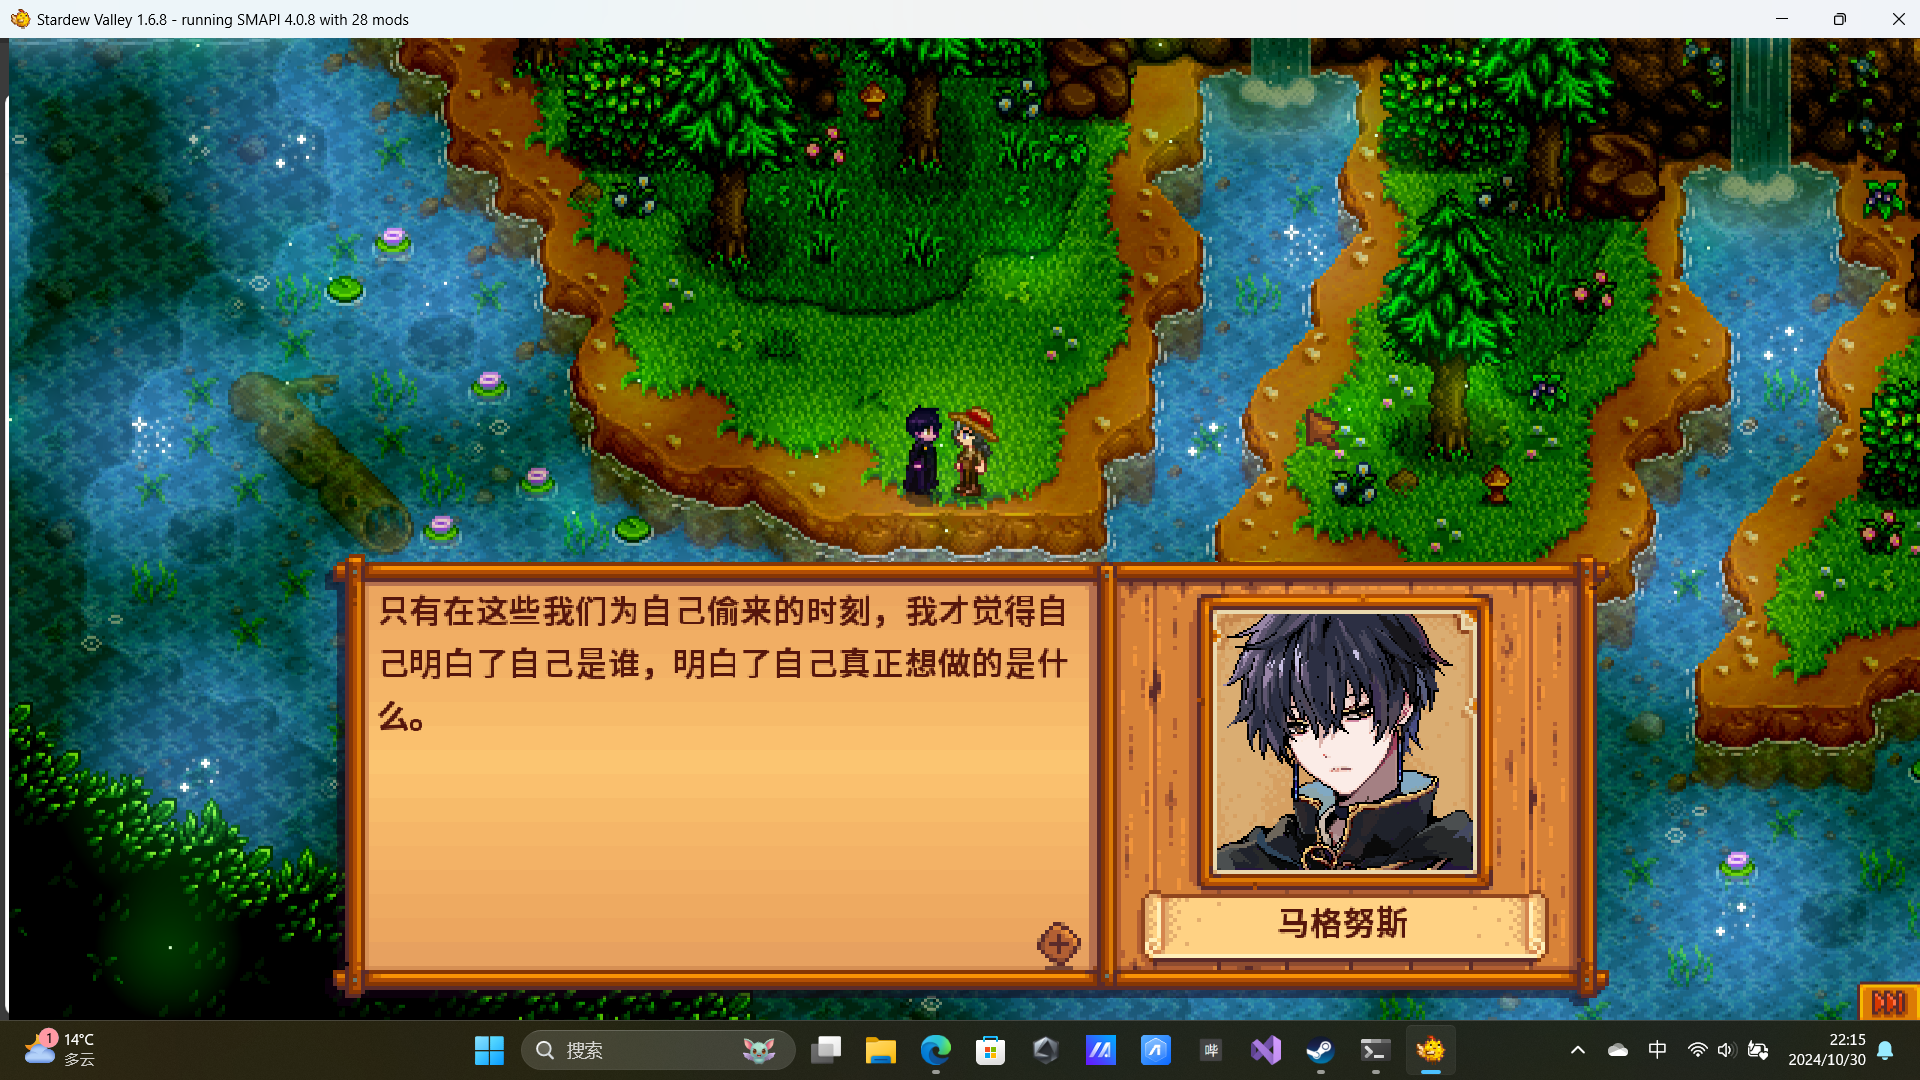 Stardew Valley 1.6.8 - running SMAPI 4.0.8 with 28 mods
只有在这些我们为自己偷来的时刻，我才觉得自
己明白了自己是谁，明白了自己真正想做的是什
么。
马格努斯
1
14°C
多云
搜索
哔
中
22:15
2024/10/30